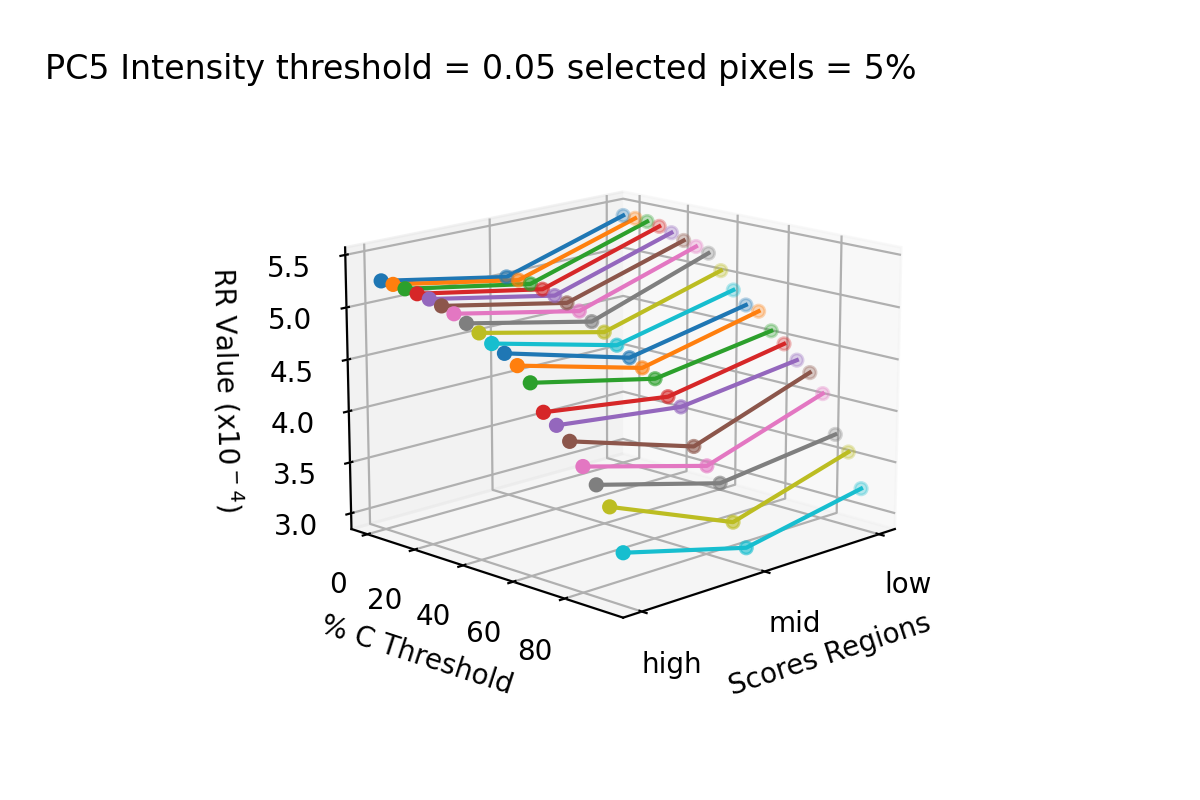 PC5 Intensity threshold = 0.05 selected pixels = 5%
RR Value (x10⁻⁴)
5.5
5.0
4.5
4.0
3.5
3.0
0
20
40
60
80
% C Threshold
high
mid
low
Scores Regions